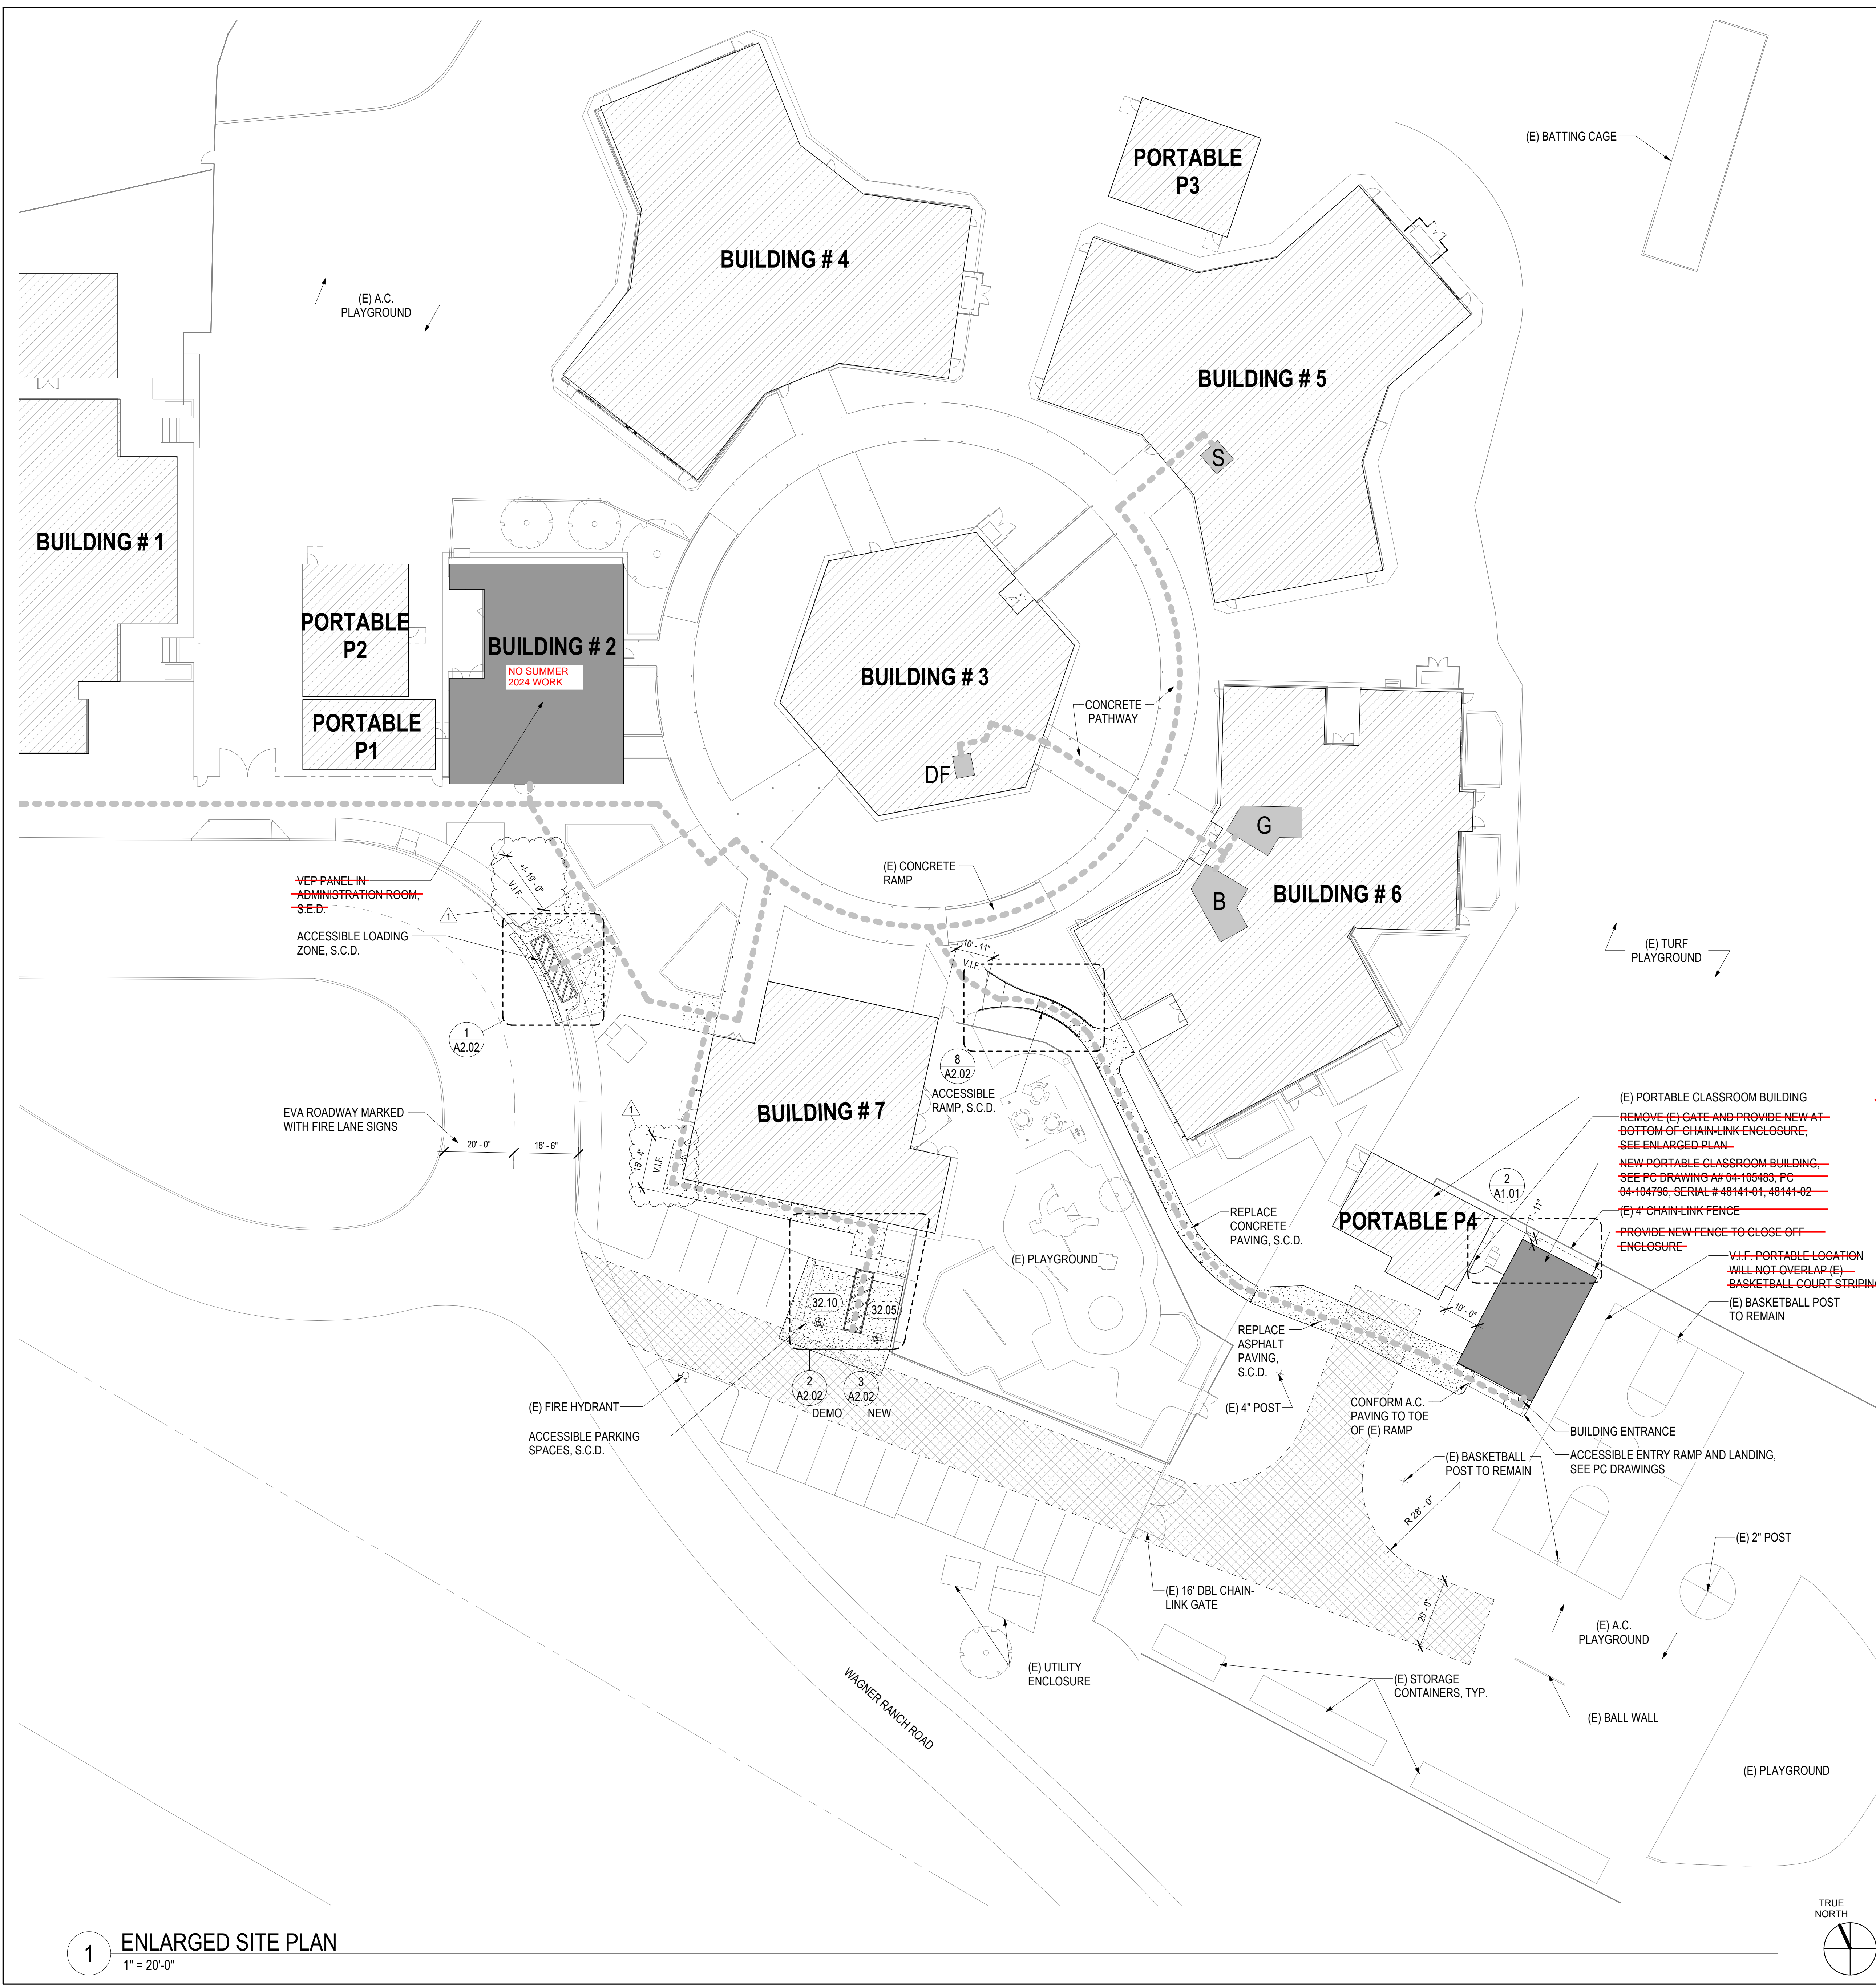 (E) BATTING CAGE
PORTABLE
P3
BUILDING # 4
(E) A.C.
PLAYGROUND
BUILDING # 5
S
BUILDING # 1
PORTABLE
P2
BUILDING # 2
NO SUMMER
2024 WORK
BUILDING # 3
PORTABLE
P1
CONCRETE
PATHWAY
DF
G
B
BUILDING # 6
(E) CONCRETE
RAMP
VEP PANEL IN
ADMINISTRATION ROOM,
S.E.D.
+/- 19' - 0"
V.I.F.
1
ACCESSIBLE LOADING
ZONE, S.C.D.
1
A2.02
10' - 11"
V.I.F.
(E) TURF
PLAYGROUND
8
A2.02
ACCESSIBLE
RAMP, S.C.D.
BUILDING # 7
EVA ROADWAY MARKED
WITH FIRE LANE SIGNS
20' - 0"
18' - 6"
1
15' - 4"
V.I.F.
(E) PORTABLE CLASSROOM BUILDING
REMOVE (E) GATE AND PROVIDE NEW AT
BOTTOM OF CHAIN-LINK ENCLOSURE;
SEE ENLARGED PLAN
NEW PORTABLE CLASSROOM BUILDING,
SEE PC DRAWING A# 04-105483, PC
04-104796, SERIAL # 48141-01, 48141-02
(E) 4' CHAIN-LINK FENCE
PROVIDE NEW FENCE TO CLOSE OFF
ENCLOSURE
V.I.F. PORTABLE LOCATION
WILL NOT OVERLAP (E)
BASKETBALL COURT STRIPING
(E) BASKETBALL POST
TO REMAIN
2
A1.01
PORTABLE P4
REPLACE
CONCRETE
PAVING, S.C.D.
(E) PLAYGROUND
32.10
32.05
10' - 0"
REPLACE
ASPHALT
PAVING,
S.C.D.
(E) 4" POST
2
A2.02
DEMO
3
A2.02
NEW
(E) FIRE HYDRANT
ACCESSIBLE PARKING
SPACES, S.C.D.
CONFORM A.C.
PAVING TO TOE
OF (E) RAMP
BUILDING ENTRANCE
ACCESSIBLE ENTRY RAMP AND LANDING,
SEE PC DRAWINGS
(E) BASKETBALL
POST TO REMAIN
R 28' - 0"
(E) 2" POST
(E) 16' DBL CHAIN-
LINK GATE
20' - 0"
(E) A.C.
PLAYGROUND
(E) UTILITY
ENCLOSURE
(E) STORAGE
CONTAINERS, TYP.
WAGNER RANCH ROAD
(E) BALL WALL
(E) PLAYGROUND
TRUE
NORTH
1
ENLARGED SITE PLAN
1" = 20'-0"